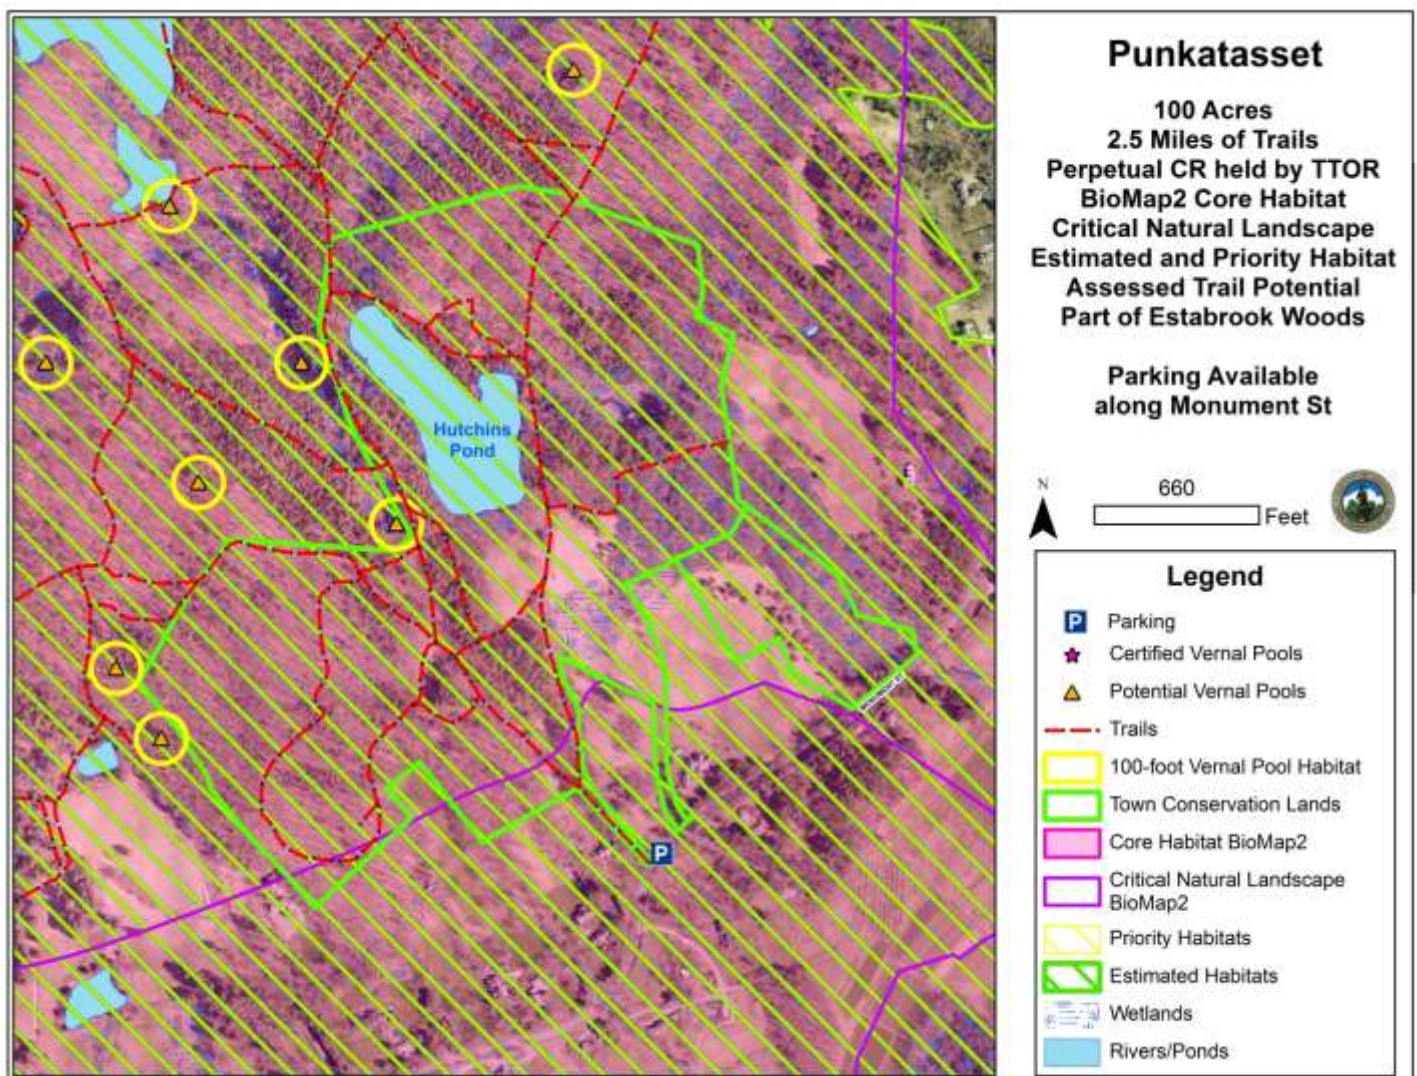 Punkatasset
100 Acres
2.5 Miles of Trails
Perpetual CR held by TTOR
BioMap2 Core Habitat
Critical Natural Landscape
Estimated and Priority Habitat
Assessed Trail Potential
Part of Estabrook Woods
Parking Available
along Monument St
N
660
Feet
Legend
P Parking
Certified Vernal Pools
Potential Vernal Pools
Trails
100-foot Vernal Pool Habitat
Town Conservation Lands
Core Habitat BioMap2
Critical Natural Landscape
BioMap2
Priority Habitats
Estimated Habitats
Wetlands
Rivers/Ponds
Hutchins
Pond
P